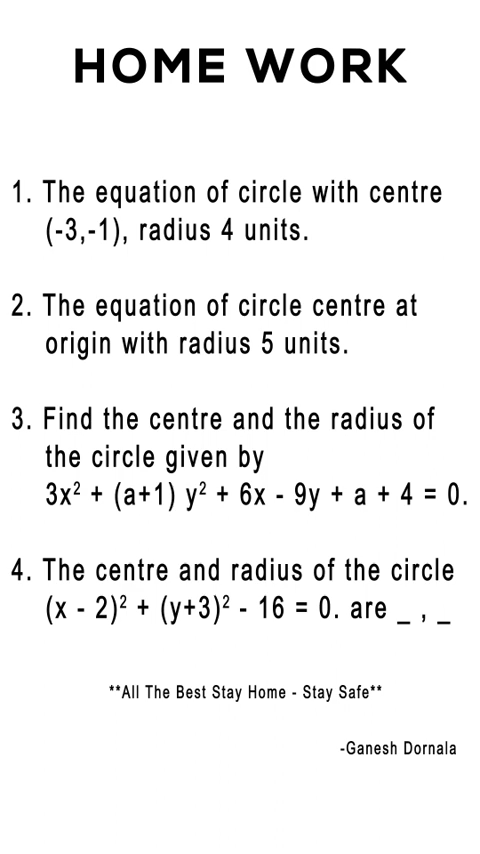 HOME WORK
1. The equation of circle with centre
(-3,-1), radius 4 units.
2. The equation of circle centre at
origin with radius 5 units.
3. Find the centre and the radius of
the circle given by
3x² + (a+1) y² + 6x - 9y + a + 4 = 0.
4. The centre and radius of the circle
(x - 2)² + (y+3)² - 16 = 0. are _ , _
**All The Best Stay Home - Stay Safe**
-Ganesh Dornala